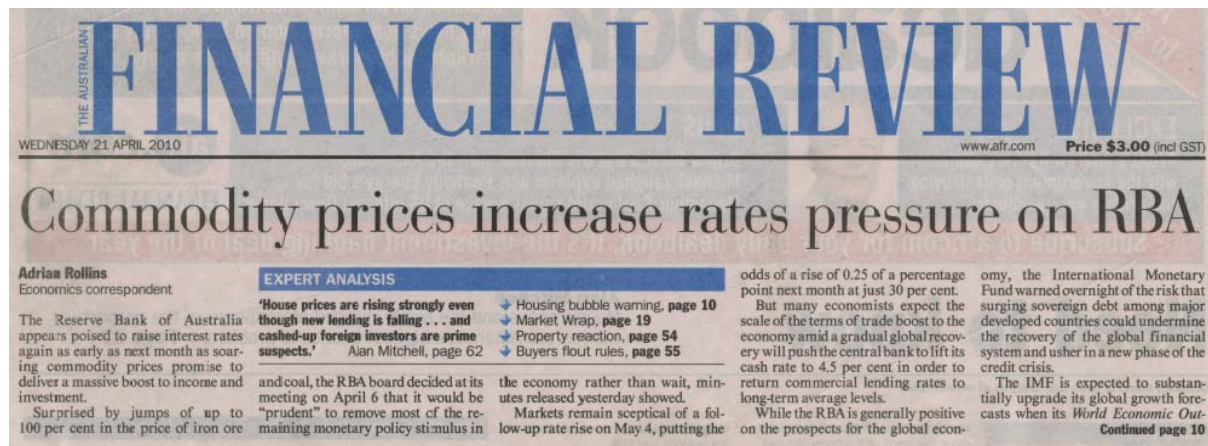 THE AUSTRALIAN
FINANCIAL REVIEW
WEDNESDAY 21 APRIL 2010
www.afr.com Price $3.00 (incl GST)
Commodity prices increase rates pressure on RBA
Adrian Rollins
Economics correspondent
The Reserve Bank of Australia
appears poised to raise interest rates
again as early as next month as soar-
ing commodity prices promise to
deliver a massive boost to income and
investment.
Surprised by jumps of up to
100 per cent in the price of iron ore
EXPERT ANALYSIS
'House prices are rising strongly even
though new lending is falling . . . and
cashed-up foreign investors are prime
suspects.' Alan Mitchell, page 62
Housing bubble warning, page 10
Market Wrap, page 19
Property reaction, page 54
Buyers flout rules, page 55
and coal, the RBA board decided at its
meeting on April 6 that it would be
"prudent" to remove most of the re-
maining monetary policy stimulus in
the economy rather than wait, min-
utes released yesterday showed.
Markets remain sceptical of a fol-
low-up rate rise on May 4, putting the
odds of a rise of 0.25 of a percentage
point next month at just 30 per cent.
But many economists expect the
scale of the terms of trade boost to the
economy amid a gradual global recov-
ery will push the central bank to lift its
cash rate to 4.5 per cent in order to
return commercial lending rates to
long-term average levels.
While the RBA is generally positive
on the prospects for the global econ-
omy, the International Monetary
Fund warned overnight of the risk that
surging sovereign debt among major
developed countries could undermine
the recovery of the global financial
system and usher in a new phase of the
credit crisis.
The IMF is expected to substan-
tially upgrade its global growth fore-
casts when its World Economic Out-
Continued page 10